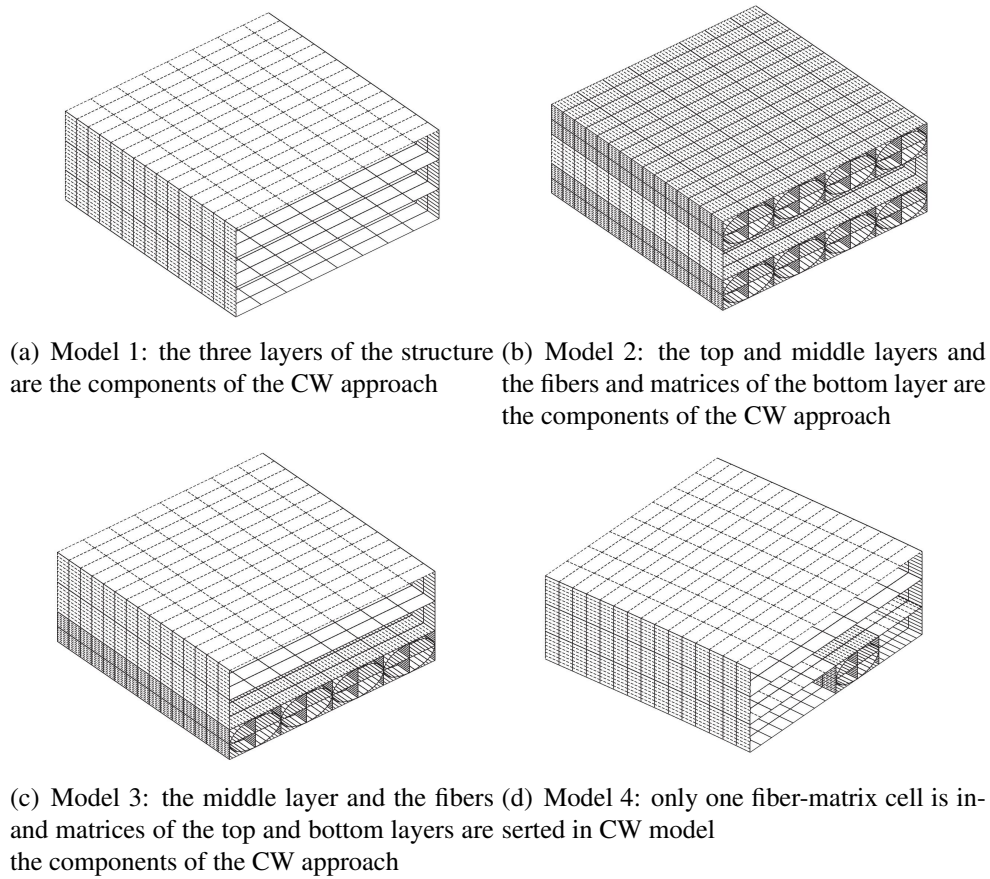 (a) Model 1: the three layers of the structure
are the components of the CW approach
(b) Model 2: the top and middle layers and
the fibers and matrices of the bottom layer are
the components of the CW approach
(c) Model 3: the middle layer and the fibers
and matrices of the top and bottom layers are
the components of the CW approach
(d) Model 4: only one fiber-matrix cell is in-
serted in CW model